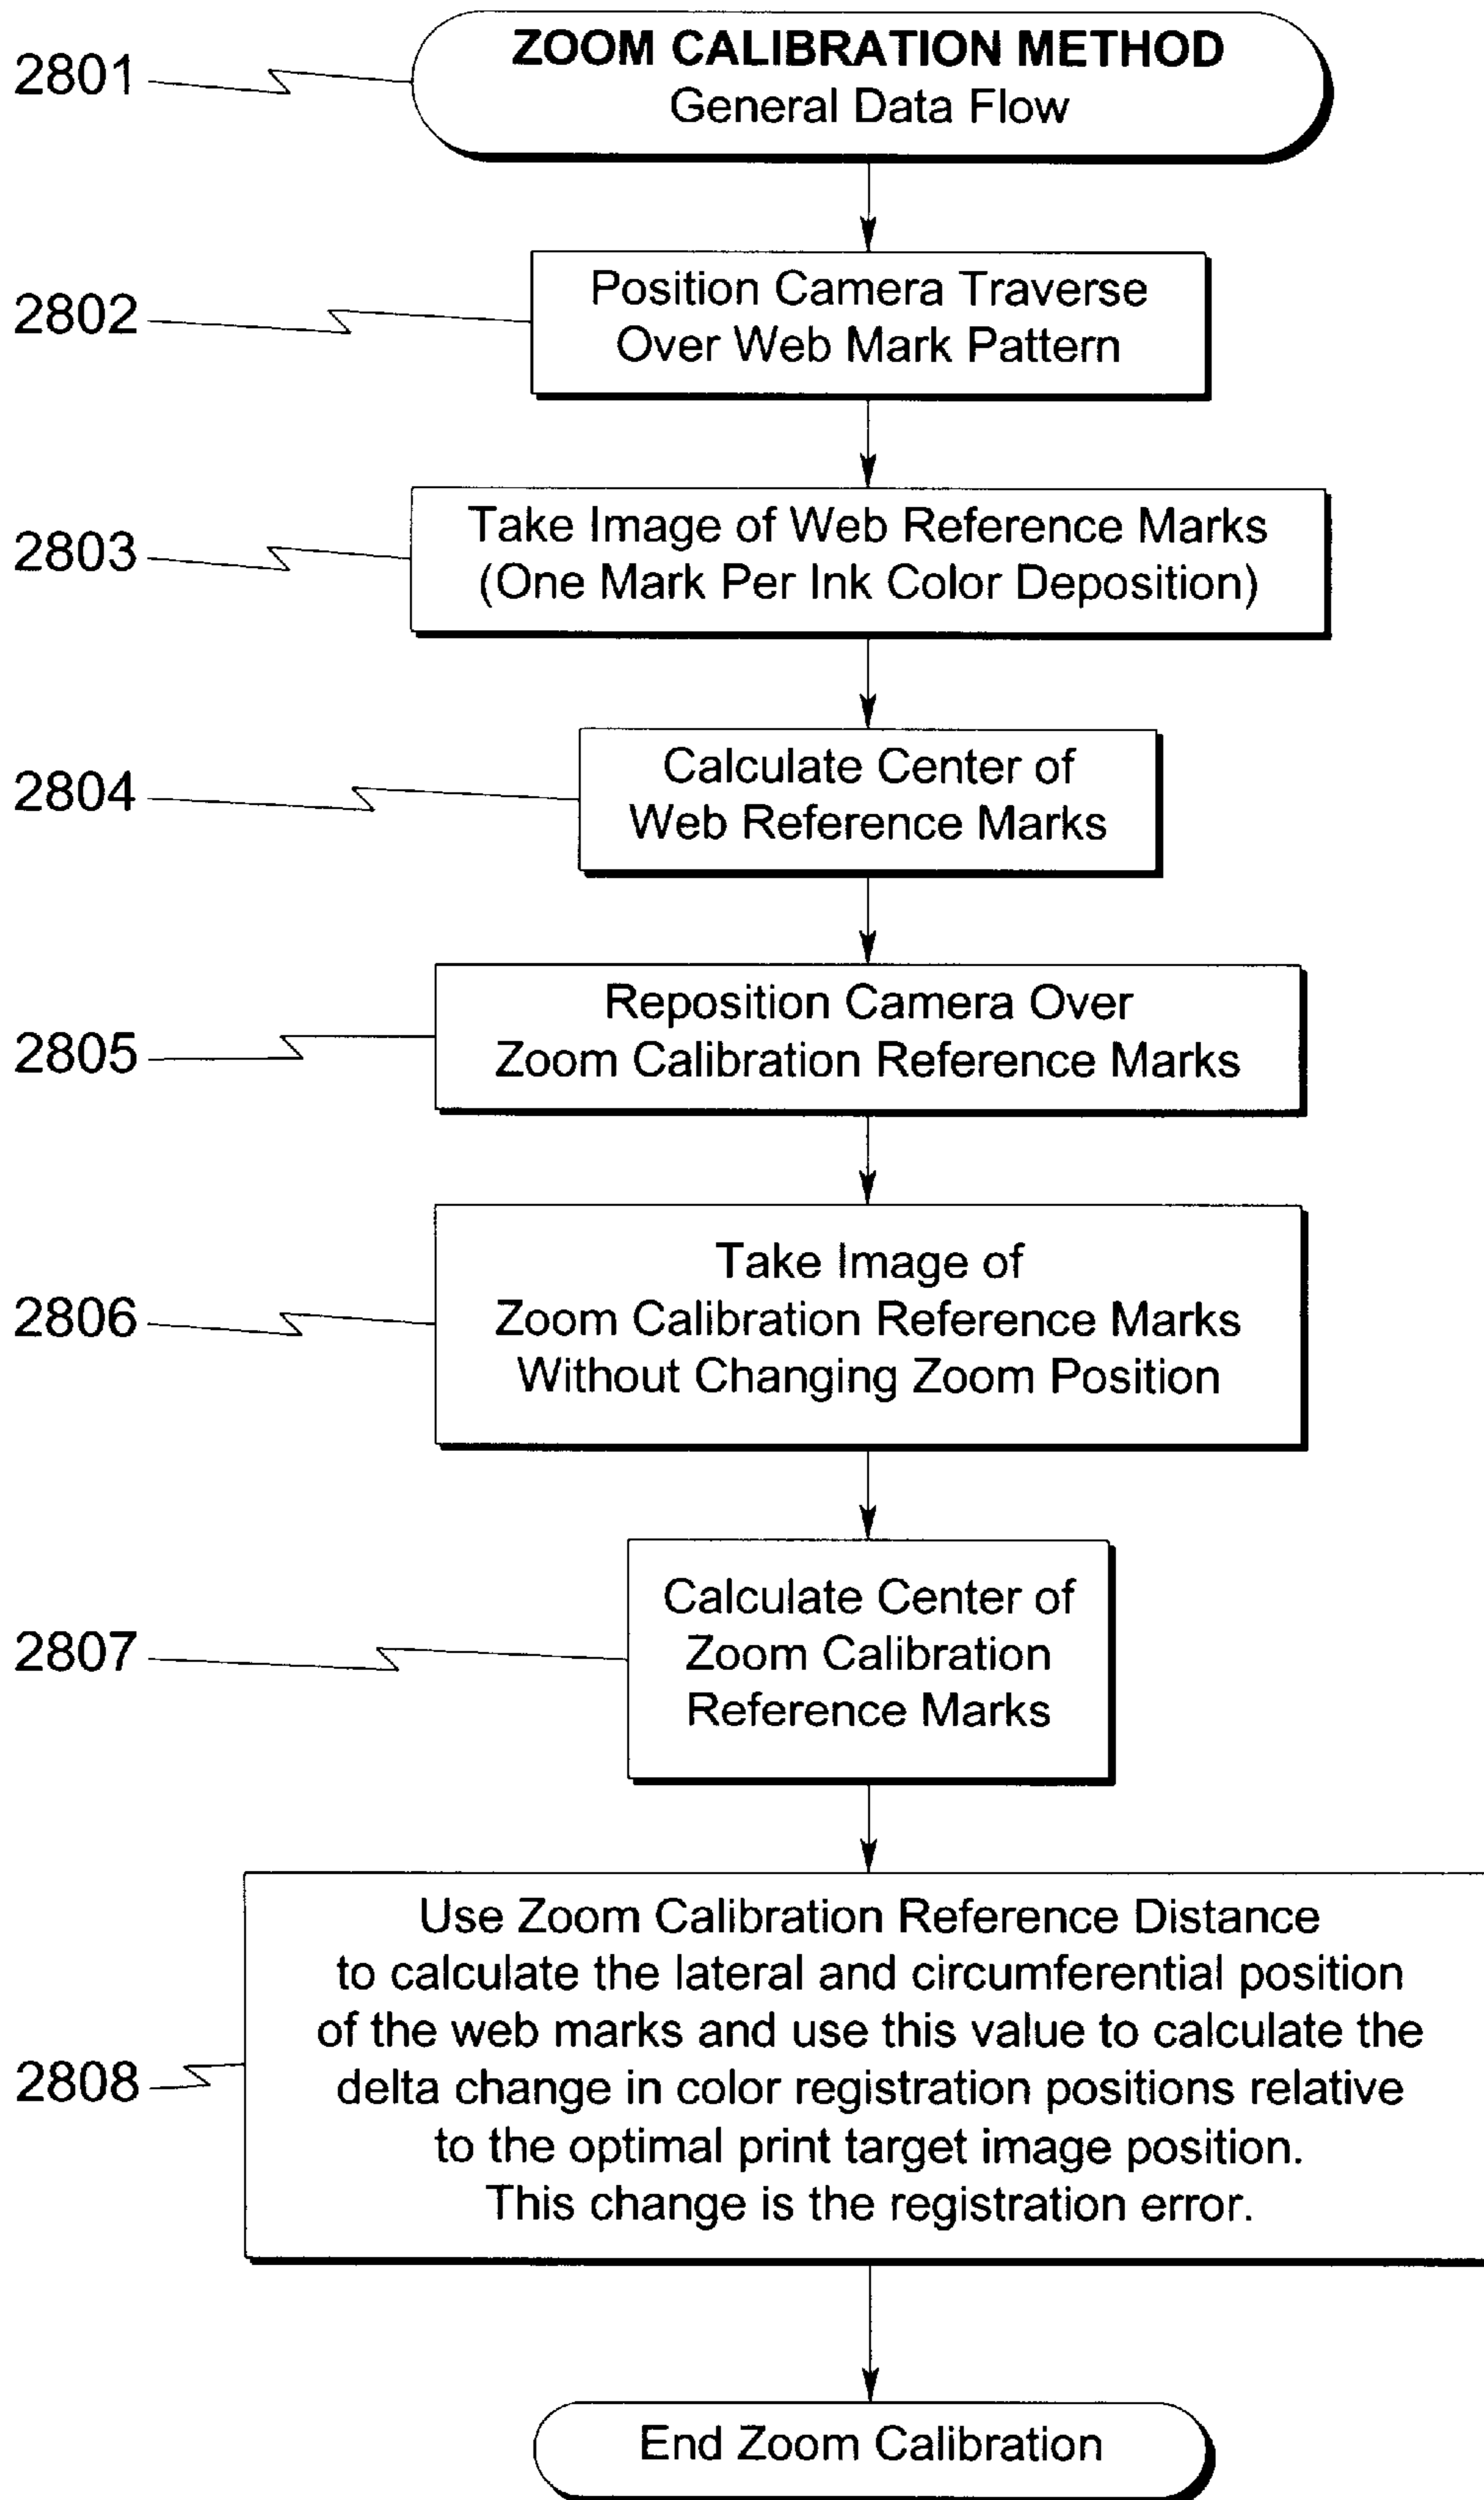 2801
ZOOM CALIBRATION METHOD
General Data Flow
2802
Position Camera Traverse
Over Web Mark Pattern
2803
Take Image of Web Reference Marks
(One Mark Per Ink Color Deposition)
2804
Calculate Center of
Web Reference Marks
2805
Reposition Camera Over
Zoom Calibration Reference Marks
2806
Take Image of
Zoom Calibration Reference Marks
Without Changing Zoom Position
2807
Calculate Center of
Zoom Calibration
Reference Marks
2808
Use Zoom Calibration Reference Distance
to calculate the lateral and circumferential position
of the web marks and use this value to calculate the
delta change in color registration positions relative
to the optimal print target image position.
This change is the registration error.
End Zoom Calibration